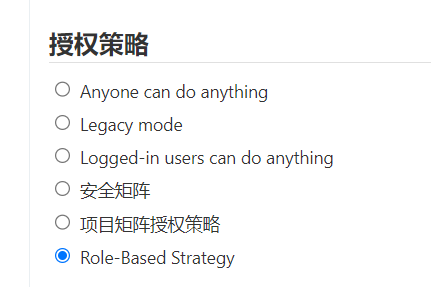 授权策略
Anyone can do anything
Legacy mode
Logged-in users can do anything
安全矩阵
项目矩阵授权策略
Role-Based Strategy